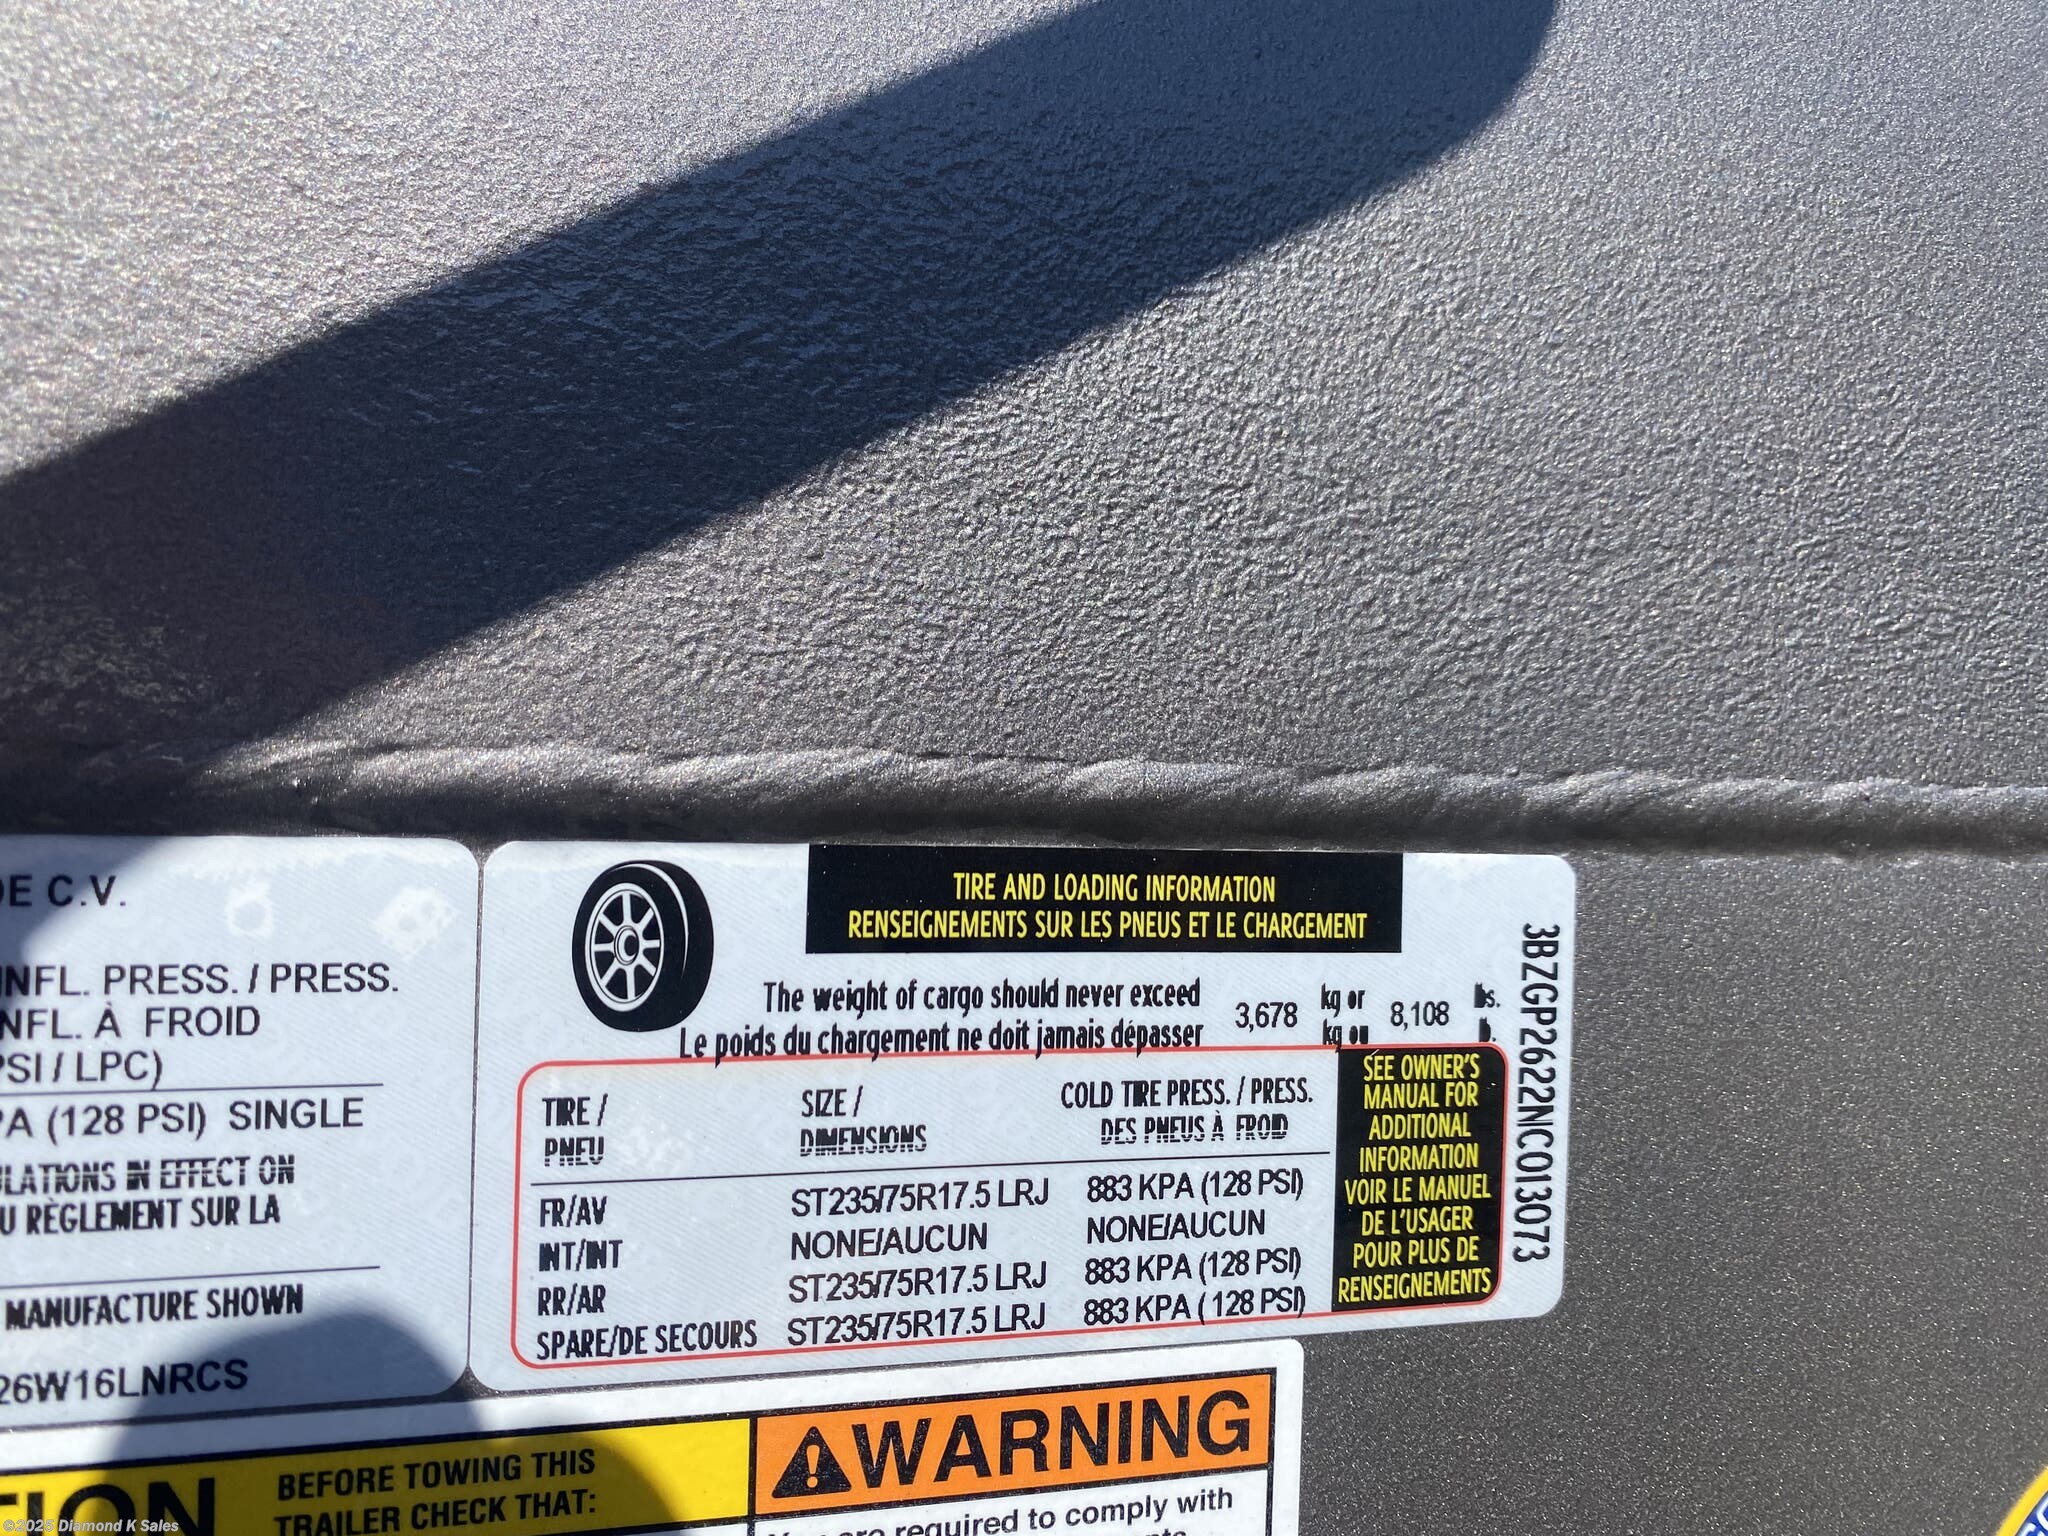 DE C.V.
INFL. PRESS. / PRESS.
INFL. À FROID
PSI / LPC)
PA (128 PSI) SINGLE
LATIONS IN EFFECT ON
U RÈGLEMENT SUR LA
MANUFACTURE SHOWN
26W16LNRCS
TIRE AND LOADING INFORMATION
RENSEIGNEMENTS SUR LES PNEUS ET LE CHARGEMENT
The weight of cargo should never exceed 3,678 kg or 8,108 lbs.
Le poids du chargement ne doit jamais dépasser kg ou lb.
TIRE / SIZE / COLD TIRE PRESS. / PRESS.
PNEU DIMENSIONS DES PNEUS À FROID
FR/AV ST235/75R17.5 LRJ 883 KPA (128 PSI)
INT/INT NONE/AUCUN NONE/AUCUN
RR/AR ST235/75R17.5 LRJ 883 KPA (128 PSI)
SPARE/DE SECOURS ST235/75R17.5 LRJ 883 KPA ( 128 PSI)
SEE OWNER'S
MANUAL FOR
ADDITIONAL
INFORMATION
VOIR LE MANUEL
DE L'USAGER
POUR PLUS DE
RENSEIGNEMENTS
3BZGP2622NC013073
TION
BEFORE TOWING THIS
TRAILER CHECK THAT:
WARNING
You are required to comply with
©2025 Diamond K Sales